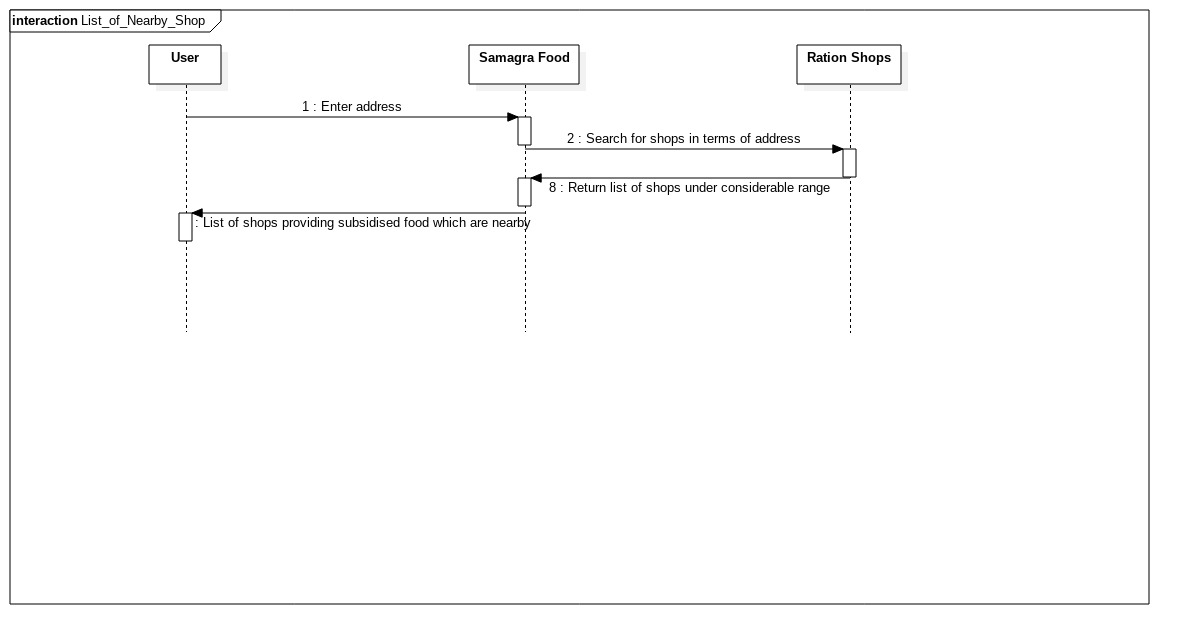 interaction List_of_Nearby_Shop
User
Samagra Food
Ration Shops
1 : Enter address
2 : Search for shops in terms of address
8 : Return list of shops under considerable range
: List of shops providing subsidised food which are nearby